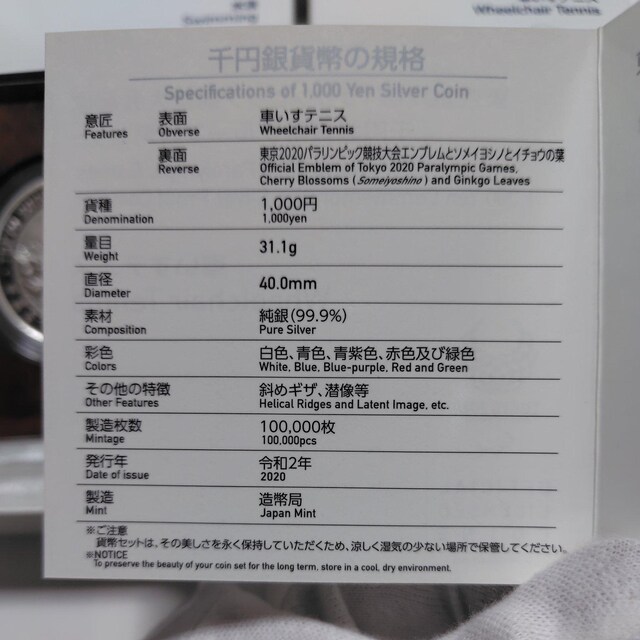 Swimming
Wheelchair Tennis
千円銀貨幣の規格
Specifications of 1,000 Yen Silver Coin
意匠 表面 車いすテニス
Features Obverse Wheelchair Tennis
裏面 東京2020パラリンピック競技大会エンブレムとソメイヨシノとイチョウの葉
Reverse Official Emblem of Tokyo 2020 Paralympic Games,
Cherry Blossoms (Someiyoshino) and Ginkgo Leaves
貨種 1,000円
Denomination 1,000yen
量目 31.1g
Weight
直径 40.0mm
Diameter
素材 純銀(99.9%)
Composition Pure Silver
彩色 白色、青色、青紫色、赤色及び緑色
Colors White, Blue, Blue-purple, Red and Green
その他の特徴 斜めギザ、潜像等
Other Features Helical Ridges and Latent Image, etc.
製造枚数 100,000枚
Mintage 100,000pcs
発行年 令和2年
Date of issue 2020
製造 造幣局
Mint Japan Mint
※ご注意
貨幣セットは、その美しさを永く保持していただくため、涼しく湿気の少ない場所で保管してください。
※NOTICE
To preserve the beauty of your coin set for the long term, store in a cool, dry environment.